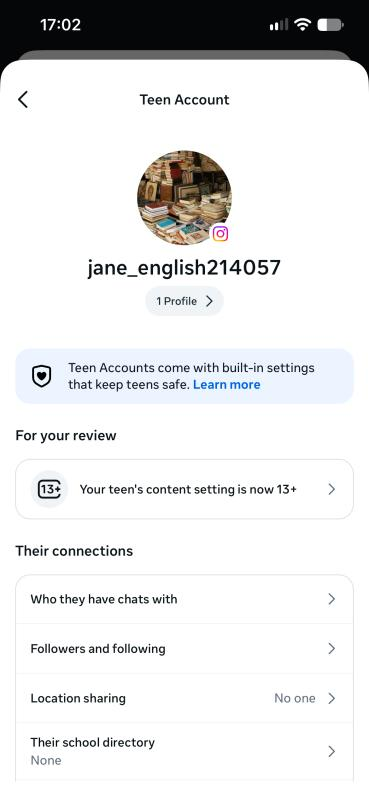 17:02
Teen Account
jane_english214057
1 Profile
Teen Accounts come with built-in settings
that keep teens safe. Learn more
For your review
13+ Your teen's content setting is now 13+
Their connections
Who they have chats with
Followers and following
Location sharing No one
Their school directory
None